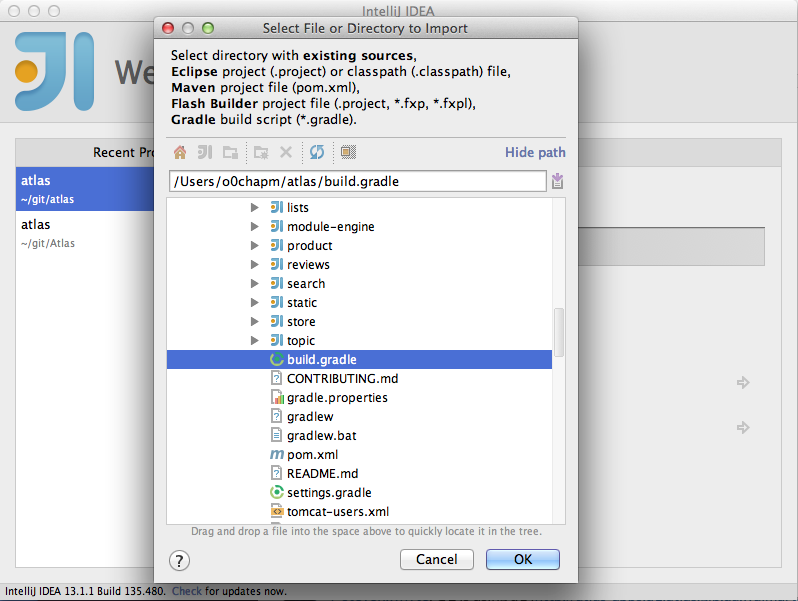 IntelliJ IDEA
Select File or Directory to Import
We
Select directory with existing sources,
Eclipse project (.project) or classpath (.classpath) file,
Maven project file (pom.xml),
Flash Builder project file (.project, *.fxp, *.fxpl),
Gradle build script (*.gradle).
Hide path
/Users/o0chapm/atlas/build.gradle
Recent Pr
atlas
~/git/atlas
atlas
~/git/Atlas
lists
module-engine
product
reviews
search
static
store
topic
build.gradle
CONTRIBUTING.md
gradle.properties
gradlew
gradlew.bat
pom.xml
README.md
settings.gradle
tomcat-users.xml
Drag and drop a file into the space above to quickly locate it in the tree.
?
Cancel
OK
IntelliJ IDEA 13.1.1 Build 135.480. Check for updates now.